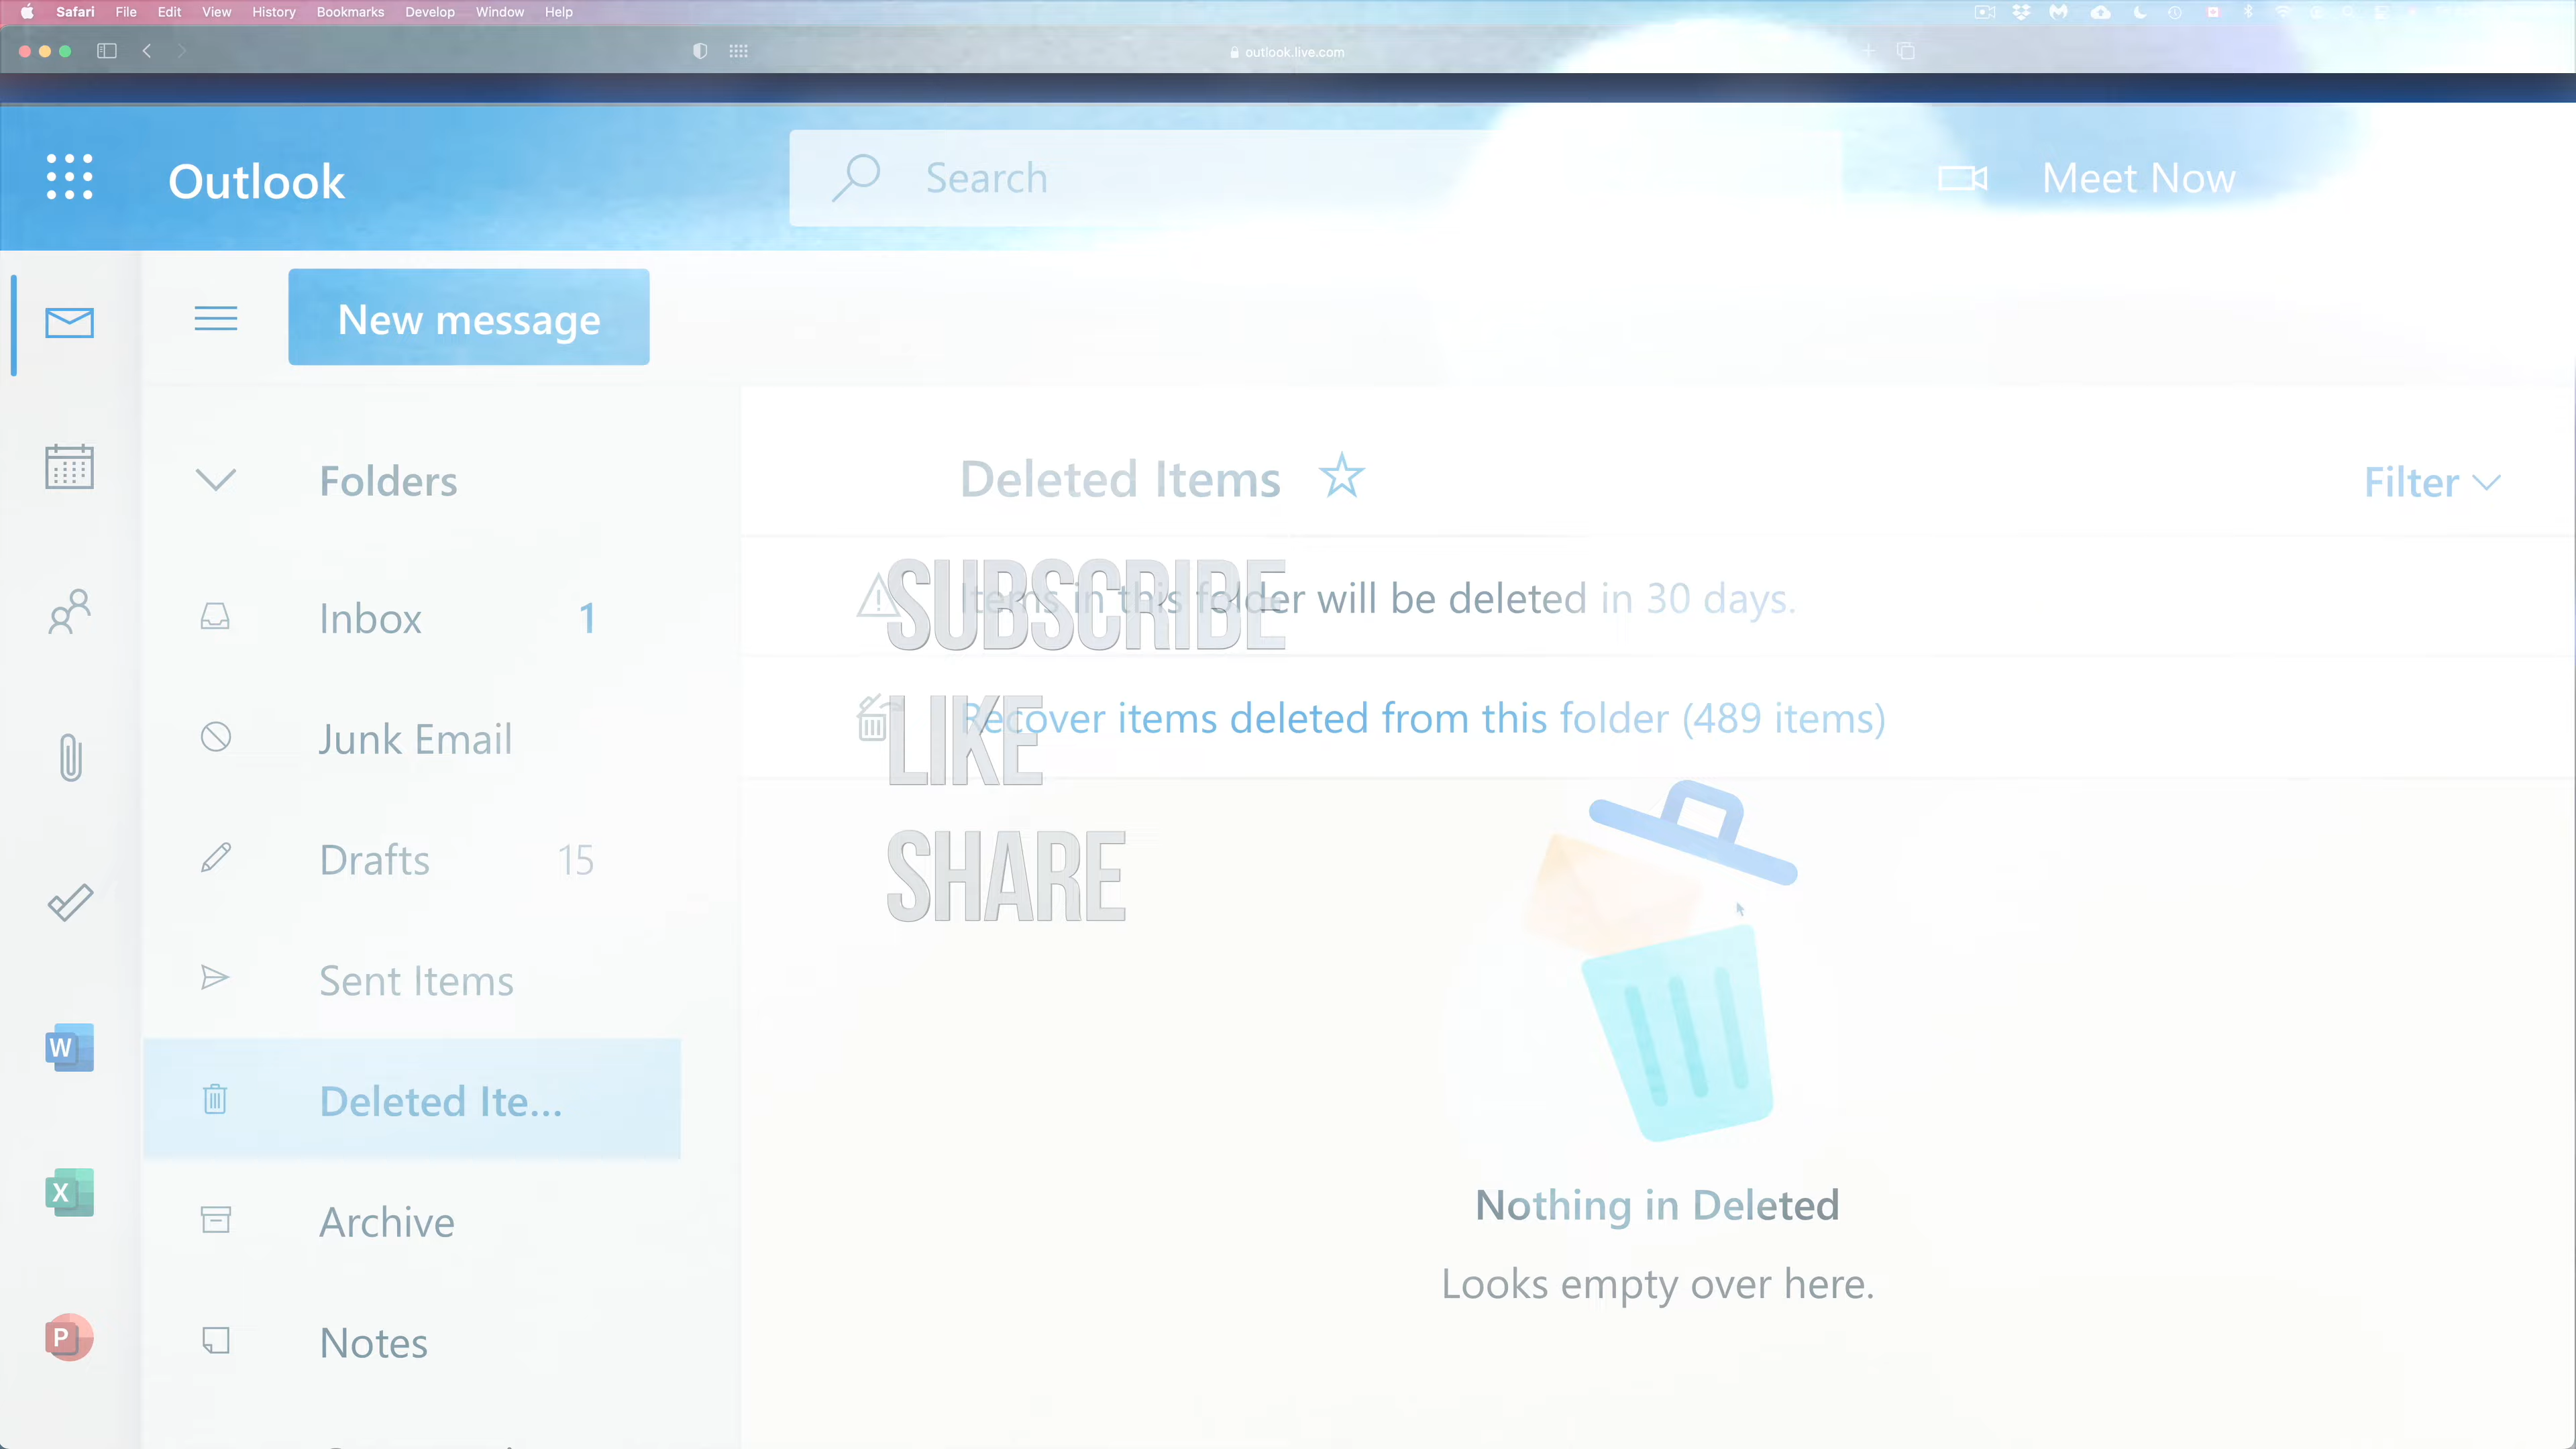 Safari File Edit View History Bookmarks Develop Window Help
outlook.live.com
Outlook
Search
Meet Now
New message
Folders
Deleted Items
Filter
Inbox 1
Items in this folder will be deleted in 30 days.
SUBSCRIBE
Junk Email
Recover items deleted from this folder (489 items)
LIKE
Drafts 15
SHARE
Sent Items
W
Deleted Ite...
X
Archive
Nothing in Deleted
Looks empty over here.
P
Notes